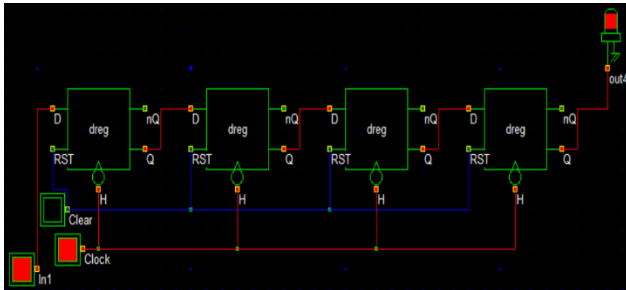 out4
D nQ D nQ D nQ D nQ
dreg dreg dreg dreg
RST Q RST Q RST Q RST Q
H H H H
Clear
Clock
In1